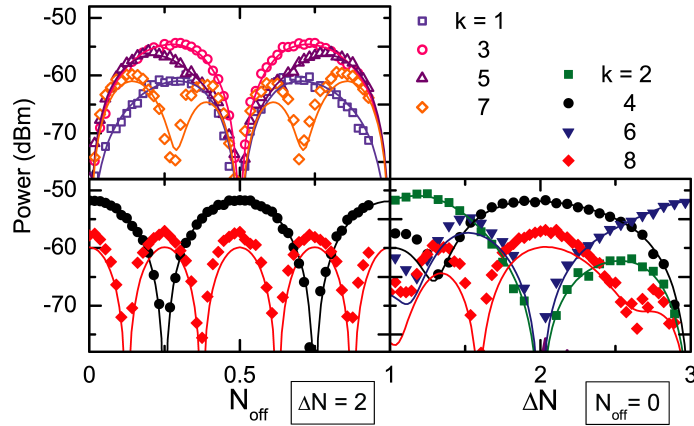 -50
-60
-70
Power (dBm)
k = 1
3
5
7
k = 2
4
6
8
-50
-60
-70
0
0.5
1
2
3
N_off
ΔN = 2
ΔN
N_off = 0